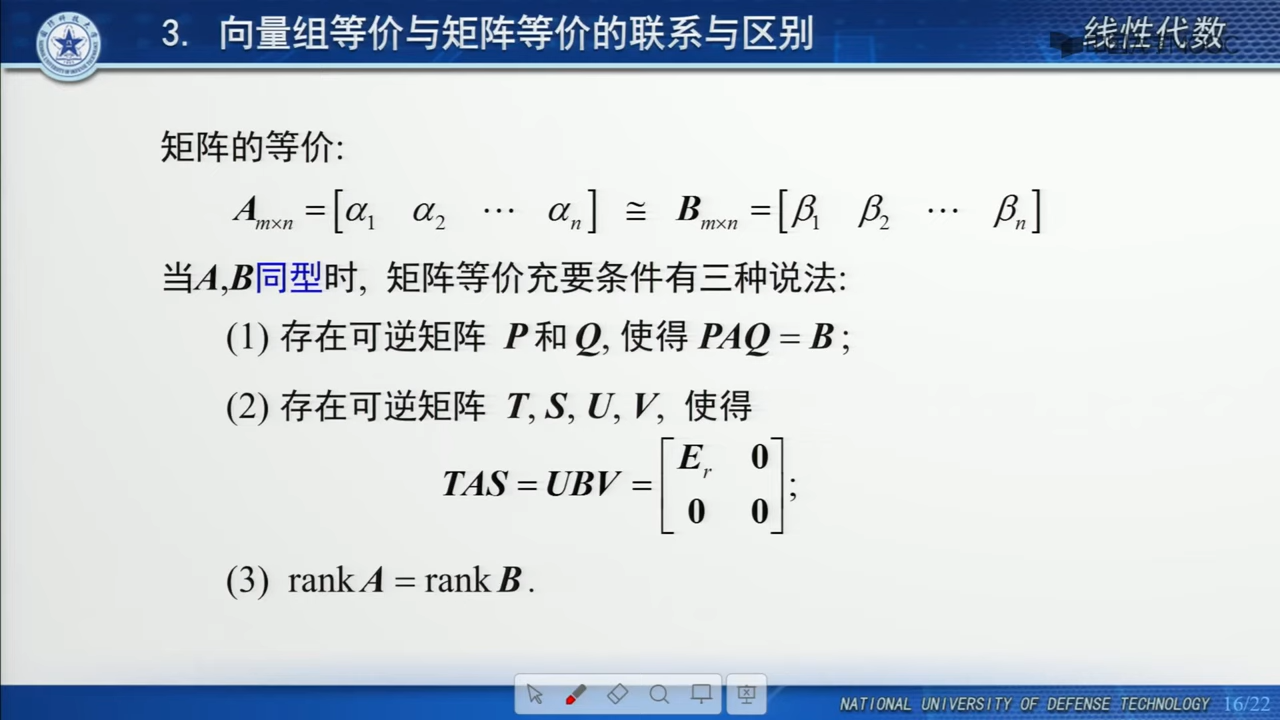 3. 向量组等价与矩阵等价的联系与区别
线性代数
矩阵的等价:
A_{m×n} = [α_1 α_2 ⋯ α_n] ≅ B_{m×n} = [β_1 β_2 ⋯ β_n]
当A,B同型时, 矩阵等价充要条件有三种说法:
(1) 存在可逆矩阵 P 和 Q, 使得 PAQ = B ;
(2) 存在可逆矩阵 T, S, U, V, 使得
TAS = UBV = [E_r 0
0 0];
(3) rank A = rank B .
NATIONAL UNIVERSITY OF DEFENSE TECHNOLOGY 16/22